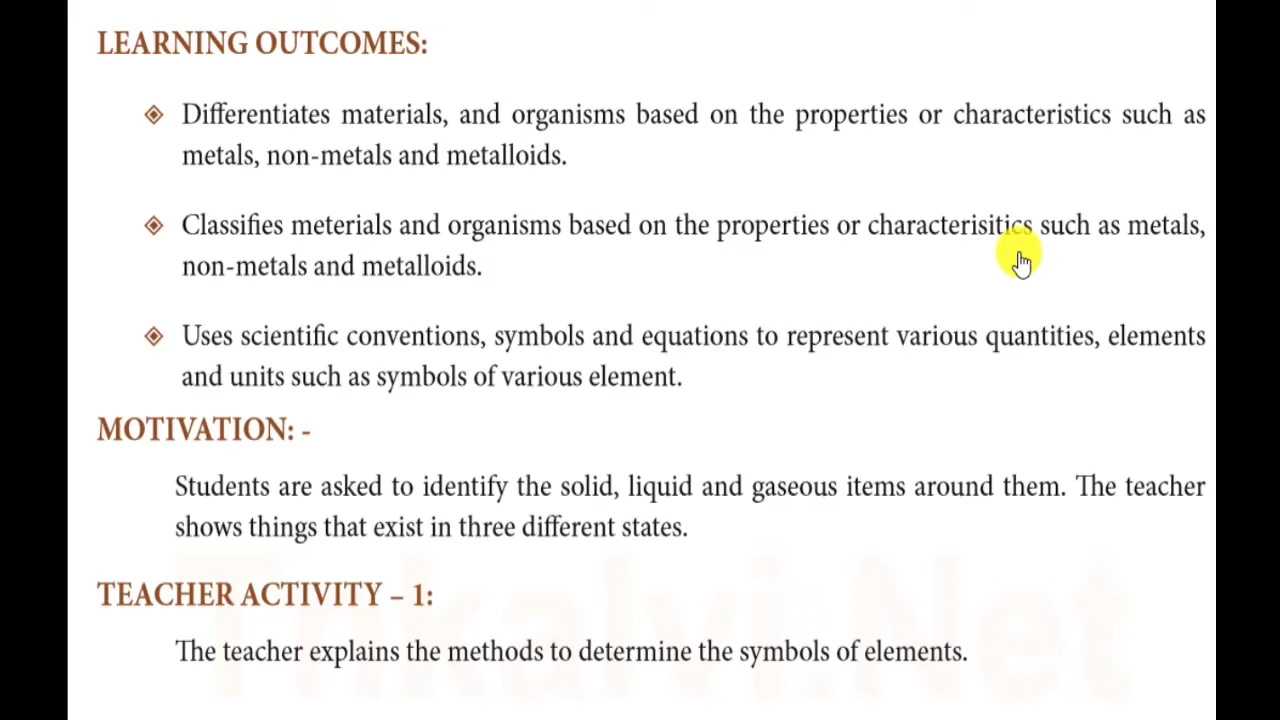 LEARNING OUTCOMES:
Differentiates materials, and organisms based on the properties or characteristics such as
metals, non-metals and metalloids.
Classifies meterials and organisms based on the properties or characterisitics such as metals,
non-metals and metalloids.
Uses scientific conventions, symbols and equations to represent various quantities, elements
and units such as symbols of various element.
MOTIVATION: -
Students are asked to identify the solid, liquid and gaseous items around them. The teacher
shows things that exist in three different states.
TEACHER ACTIVITY – 1:
The teacher explains the methods to determine the symbols of elements.
Tnkalvi.Net